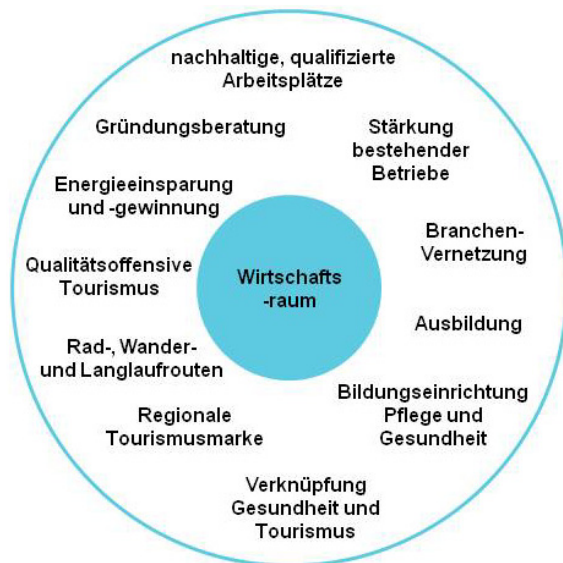 nachhaltige, qualifizierte
Arbeitsplätze
Gründungsberatung
Stärkung
bestehender
Betriebe
Energieeinsparung
und -gewinnung
Branchen-
Vernetzung
Qualitätsoffensive
Tourismus
Wirtschafts
-raum
Ausbildung
Rad-, Wander-
und Langlaufrouten
Bildungseinrichtung
Pflege und
Gesundheit
Regionale
Tourismusmarke
Verknüpfung
Gesundheit und
Tourismus